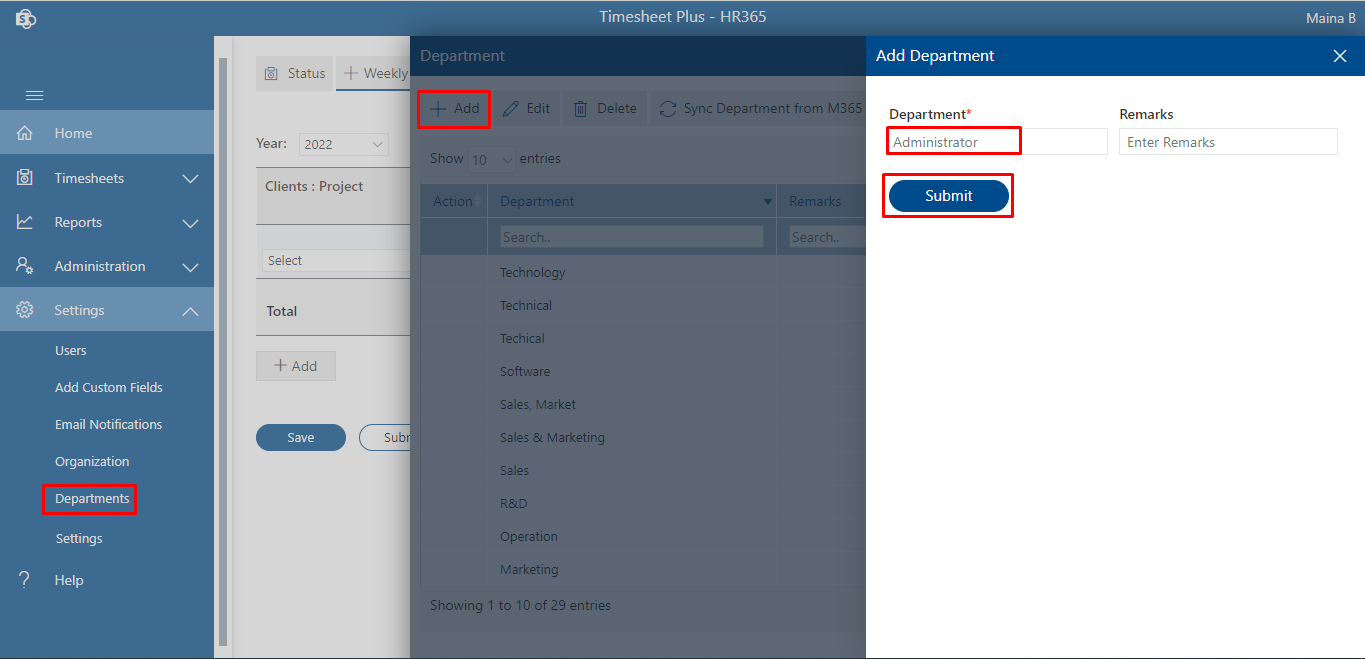 Timesheet Plus - HR365
Maina B
Home
Timesheets
Reports
Administration
Settings
Users
Add Custom Fields
Email Notifications
Organization
Departments
Settings
? Help
Status
+ Weekly
Year: 2022
Clients : Project
Select
Total
+ Add
Save
Subr
Department
+ Add Edit Delete Sync Department from M365
Show 10 entries
Action Department Remarks
Search.. Search..
Technology
Technical
Techical
Software
Sales, Market
Sales & Marketing
Sales
R&D
Operation
Marketing
Showing 1 to 10 of 29 entries
Add Department
Department* Remarks
Administrator Enter Remarks
Submit